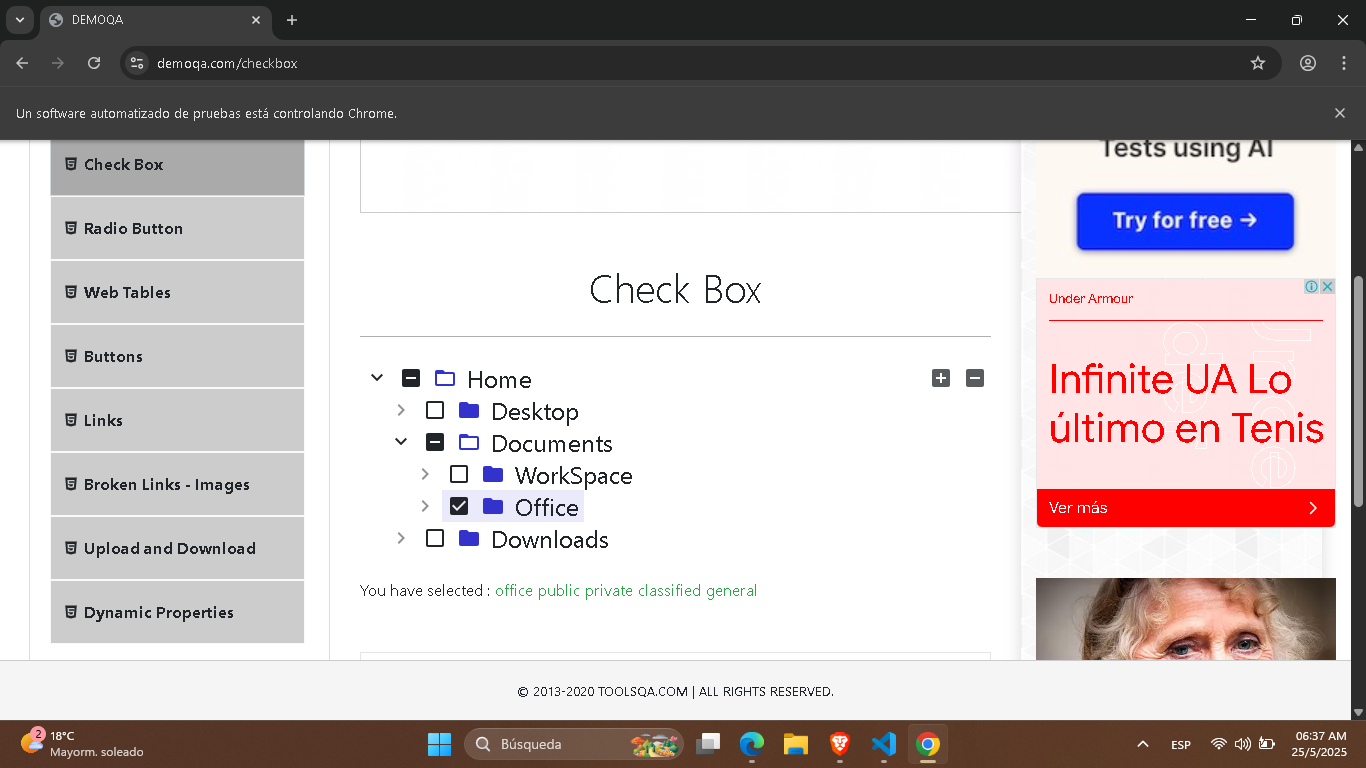 DEMOQA
demoqa.com/checkbox
Un software automatizado de pruebas está controlando Chrome.
Check Box
Radio Button
Web Tables
Buttons
Links
Broken Links - Images
Upload and Download
Dynamic Properties
Check Box
Home
Desktop
Documents
WorkSpace
Office
Downloads
You have selected : office public private classified general
Tests using AI
Try for free →
Under Armour
Infinite UA Lo
último en Tenis
Ver más
© 2013-2020 TOOLSQA.COM | ALL RIGHTS RESERVED.
2
18°C
Mayorm. soleado
Búsqueda
ESP
06:37 AM
25/5/2025